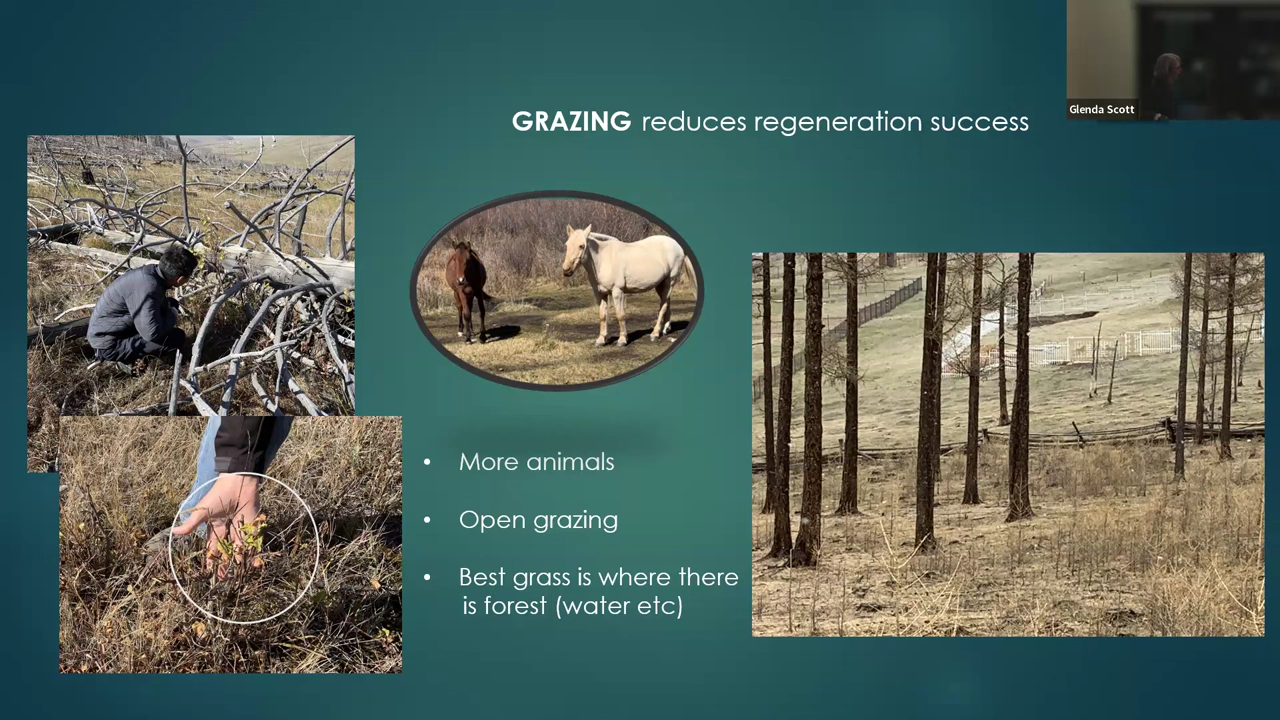 Glenda Scott
GRAZING reduces regeneration success
• More animals
• Open grazing
• Best grass is where there
is forest (water etc)